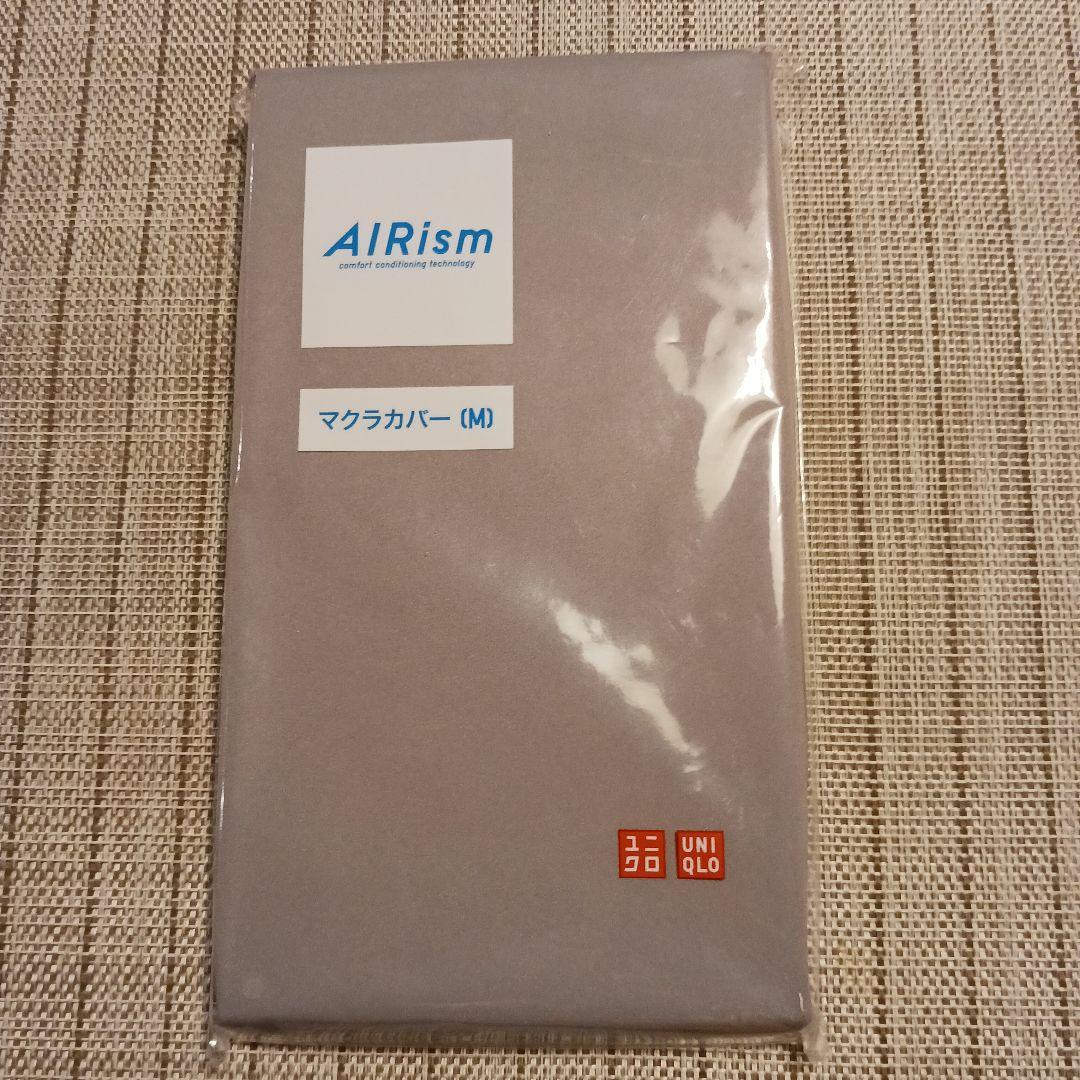 AIRism
comfort conditioning technology
マクラカバー (M)
ユニ
クロ
UNI
QLO